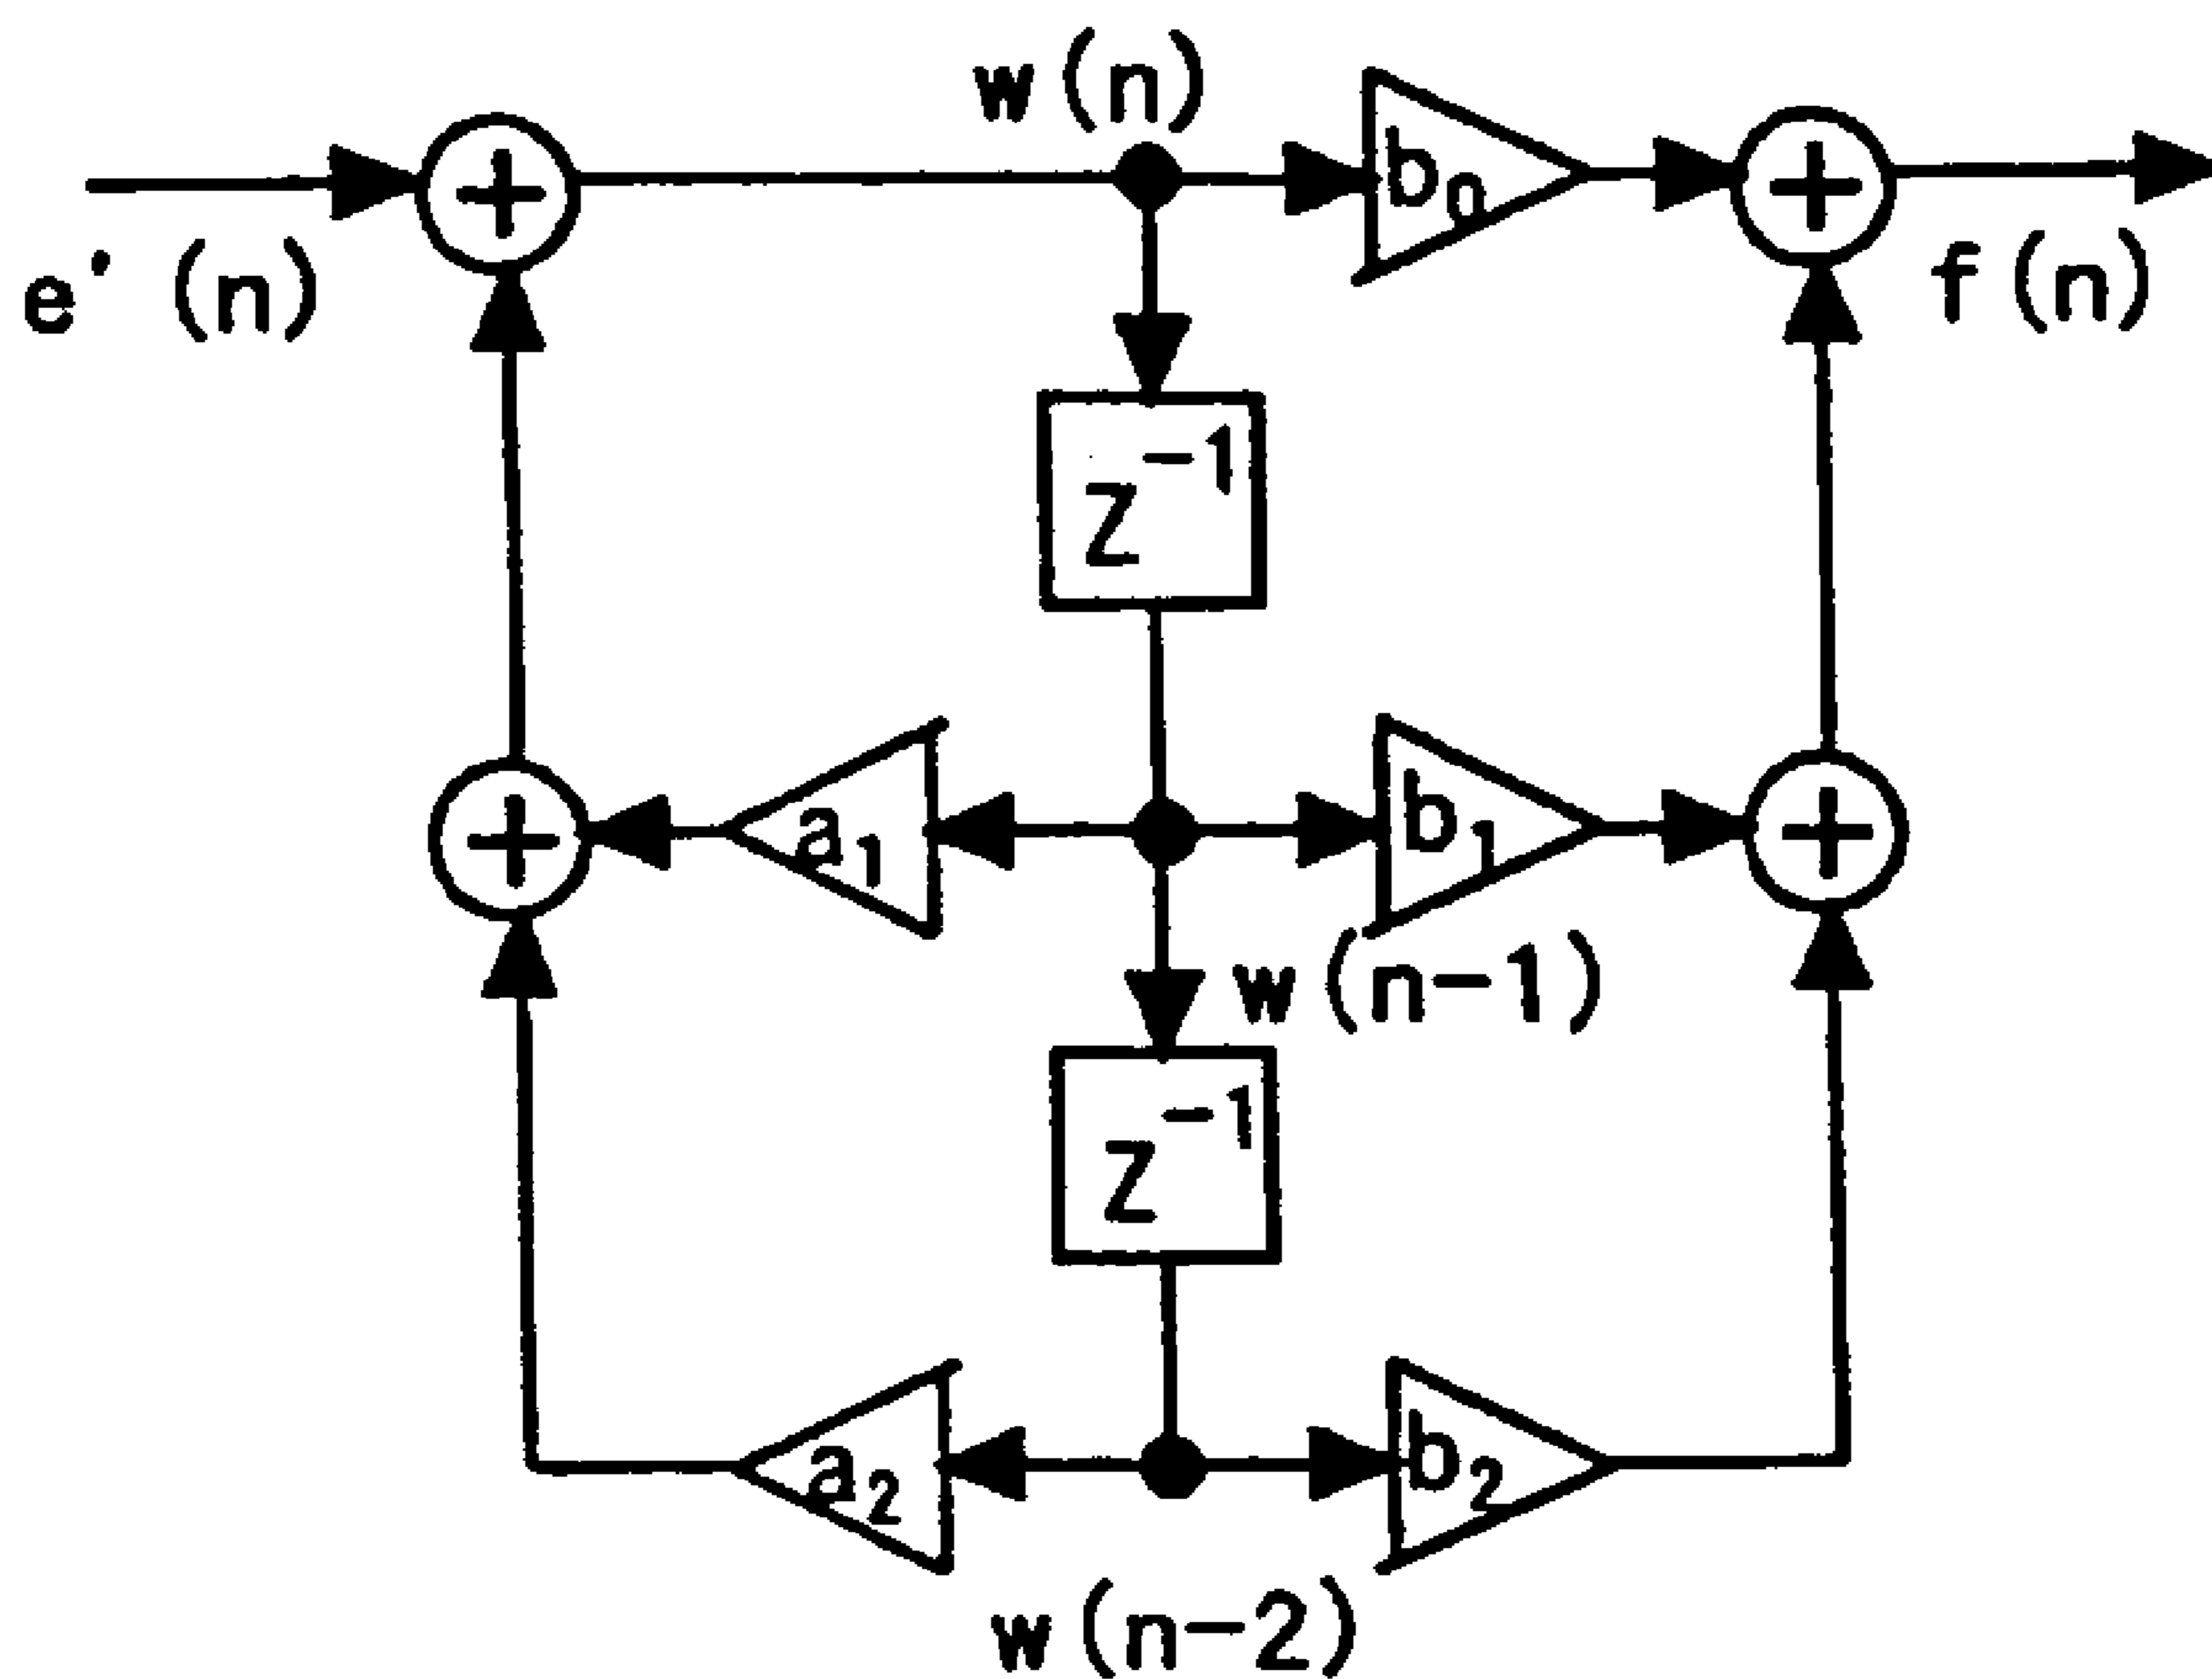 w(n)
b0
e'(n)
f(n)
z-1
a1
b1
w(n-1)
z-1
a2
b2
w(n-2)